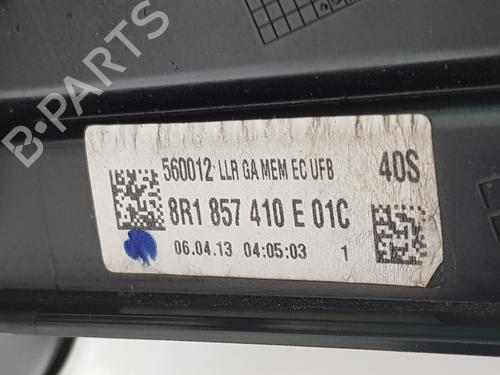 B-PARTS
560012 LLR GA MEM EC UFB 40S
8R1 857 410 E 01C
06.04.13 04:05:03 1